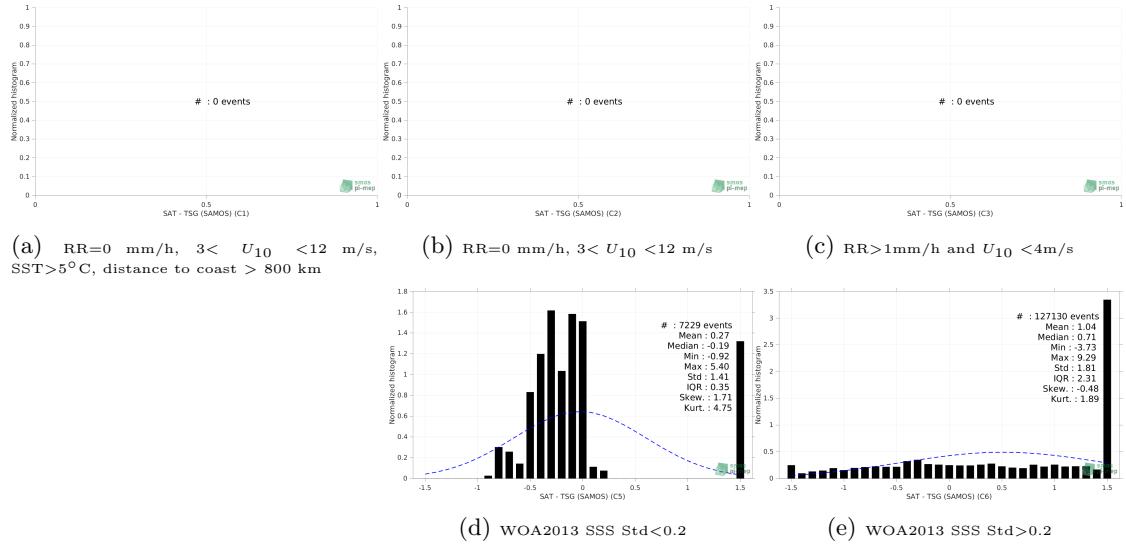 1
0.9
0.8
0.7
0.6
0.5
0.4
0.3
0.2
0.1
0
Normalized histogram
# : 0 events
smos
pi-mep
0 0.5 1
SAT - TSG (SAMOS) (C1)
1
0.9
0.8
0.7
0.6
0.5
0.4
0.3
0.2
0.1
0
Normalized histogram
# : 0 events
smos
pi-mep
0 0.5 1
SAT - TSG (SAMOS) (C2)
1
0.9
0.8
0.7
0.6
0.5
0.4
0.3
0.2
0.1
0
Normalized histogram
# : 0 events
smos
pi-mep
0 0.5 1
SAT - TSG (SAMOS) (C3)
(a) RR=0 mm/h, 3< U10 <12 m/s,
SST>5°C, distance to coast > 800 km
(b) RR=0 mm/h, 3< U10 <12 m/s
(c) RR>1mm/h and U10 <4m/s
1.8
1.6
1.4
1.2
1
0.8
0.6
0.4
0.2
0
Normalized histogram
# : 7229 events
Mean : 0.27
Median : -0.19
Min : -0.92
Max : 5.40
Std : 1.41
IQR : 0.35
Skew. : 1.71
Kurt. : 4.75
smos
pi-mep
-1.5 -1 -0.5 0 0.5 1 1.5
SAT - TSG (SAMOS) (C5)
3.5
3
2.5
2
1.5
1
0.5
0
Normalized histogram
# : 127130 events
Mean : 1.04
Median : 0.71
Min : -3.73
Max : 9.29
Std : 1.81
IQR : 2.31
Skew. : -0.48
Kurt. : 1.89
smos
pi-mep
-1.5 -1 -0.5 0 0.5 1 1.5
SAT - TSG (SAMOS) (C6)
(d) WOA2013 SSS Std<0.2
(e) WOA2013 SSS Std>0.2